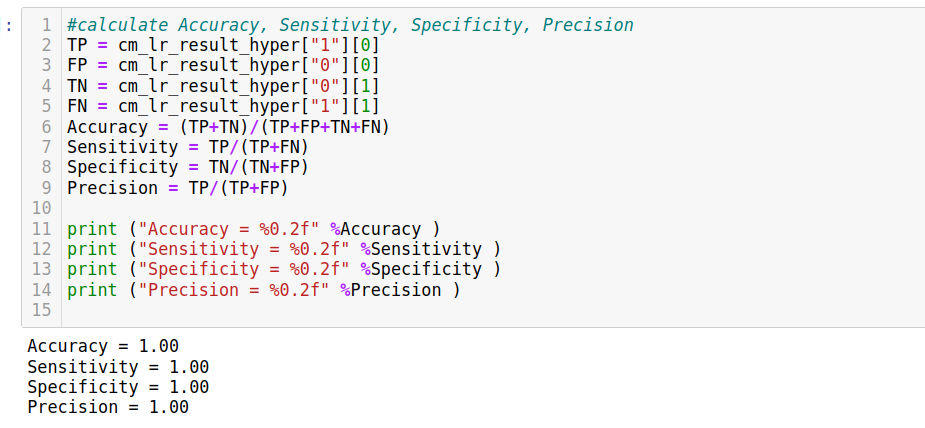 :
1 #calculate Accuracy, Sensitivity, Specificity, Precision
2 TP = cm_lr_result_hyper["1"][0]
3 FP = cm_lr_result_hyper["0"][0]
4 TN = cm_lr_result_hyper["0"][1]
5 FN = cm_lr_result_hyper["1"][1]
6 Accuracy = (TP+TN)/(TP+FP+TN+FN)
7 Sensitivity = TP/(TP+FN)
8 Specificity = TN/(TN+FP)
9 Precision = TP/(TP+FP)
10
11 print ("Accuracy = %0.2f" %Accuracy )
12 print ("Sensitivity = %0.2f" %Sensitivity )
13 print ("Specificity = %0.2f" %Specificity )
14 print ("Precision = %0.2f" %Precision )
15
Accuracy = 1.00
Sensitivity = 1.00
Specificity = 1.00
Precision = 1.00